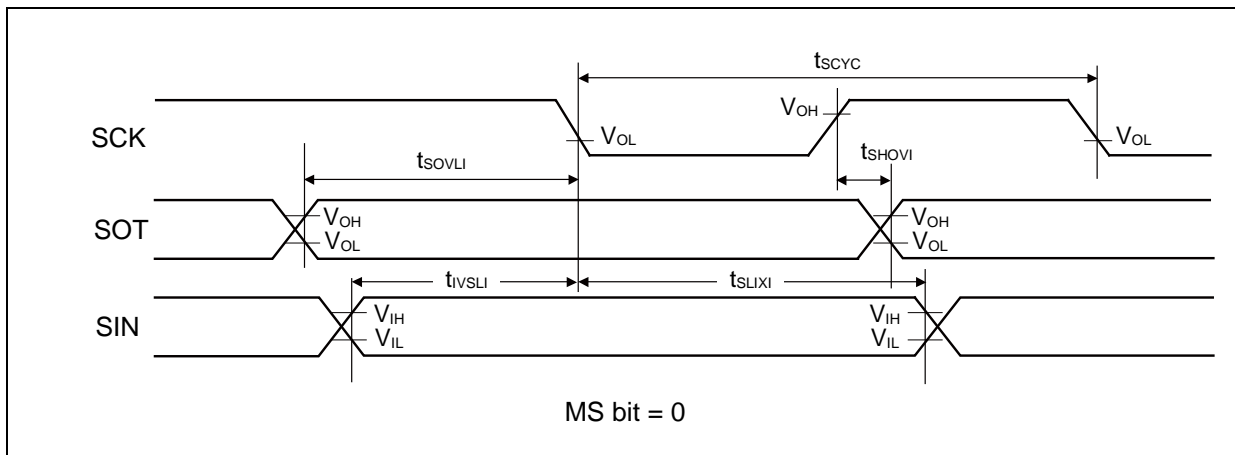 tSCYC
SCK
VOH
VOL
VOL
tSOVLI
tSHOVI
SOT
VOH
VOL
VOH
VOL
tIVSLI
tSLIXI
SIN
VIH
VIL
VIH
VIL
MS bit = 0